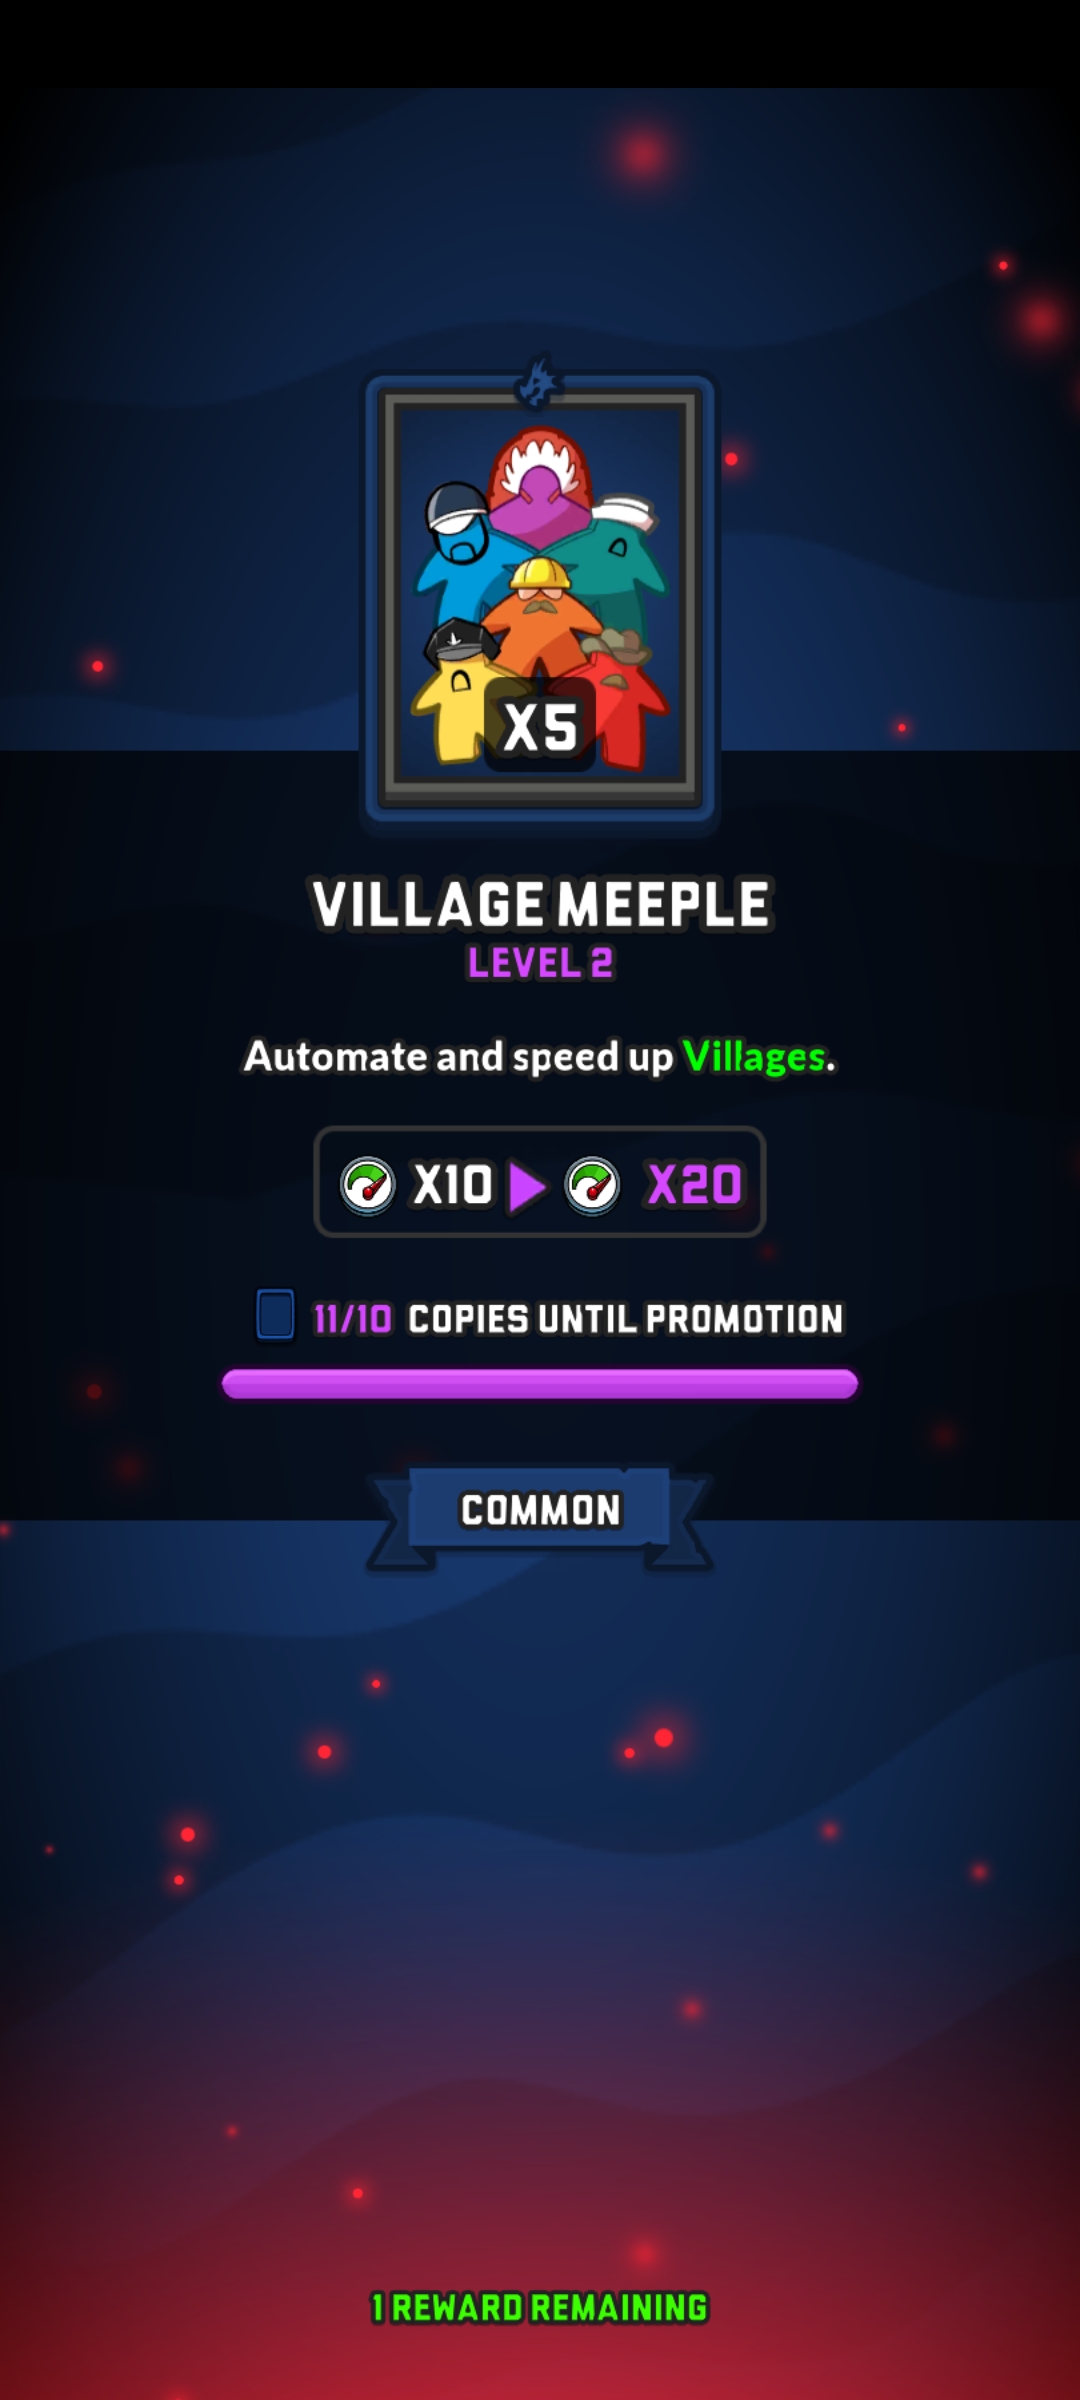 X5
VILLAGE MEEPLE
LEVEL 2
Automate and speed up Villages.
X10 X20
11/10 COPIES UNTIL PROMOTION
COMMON
1 REWARD REMAINING